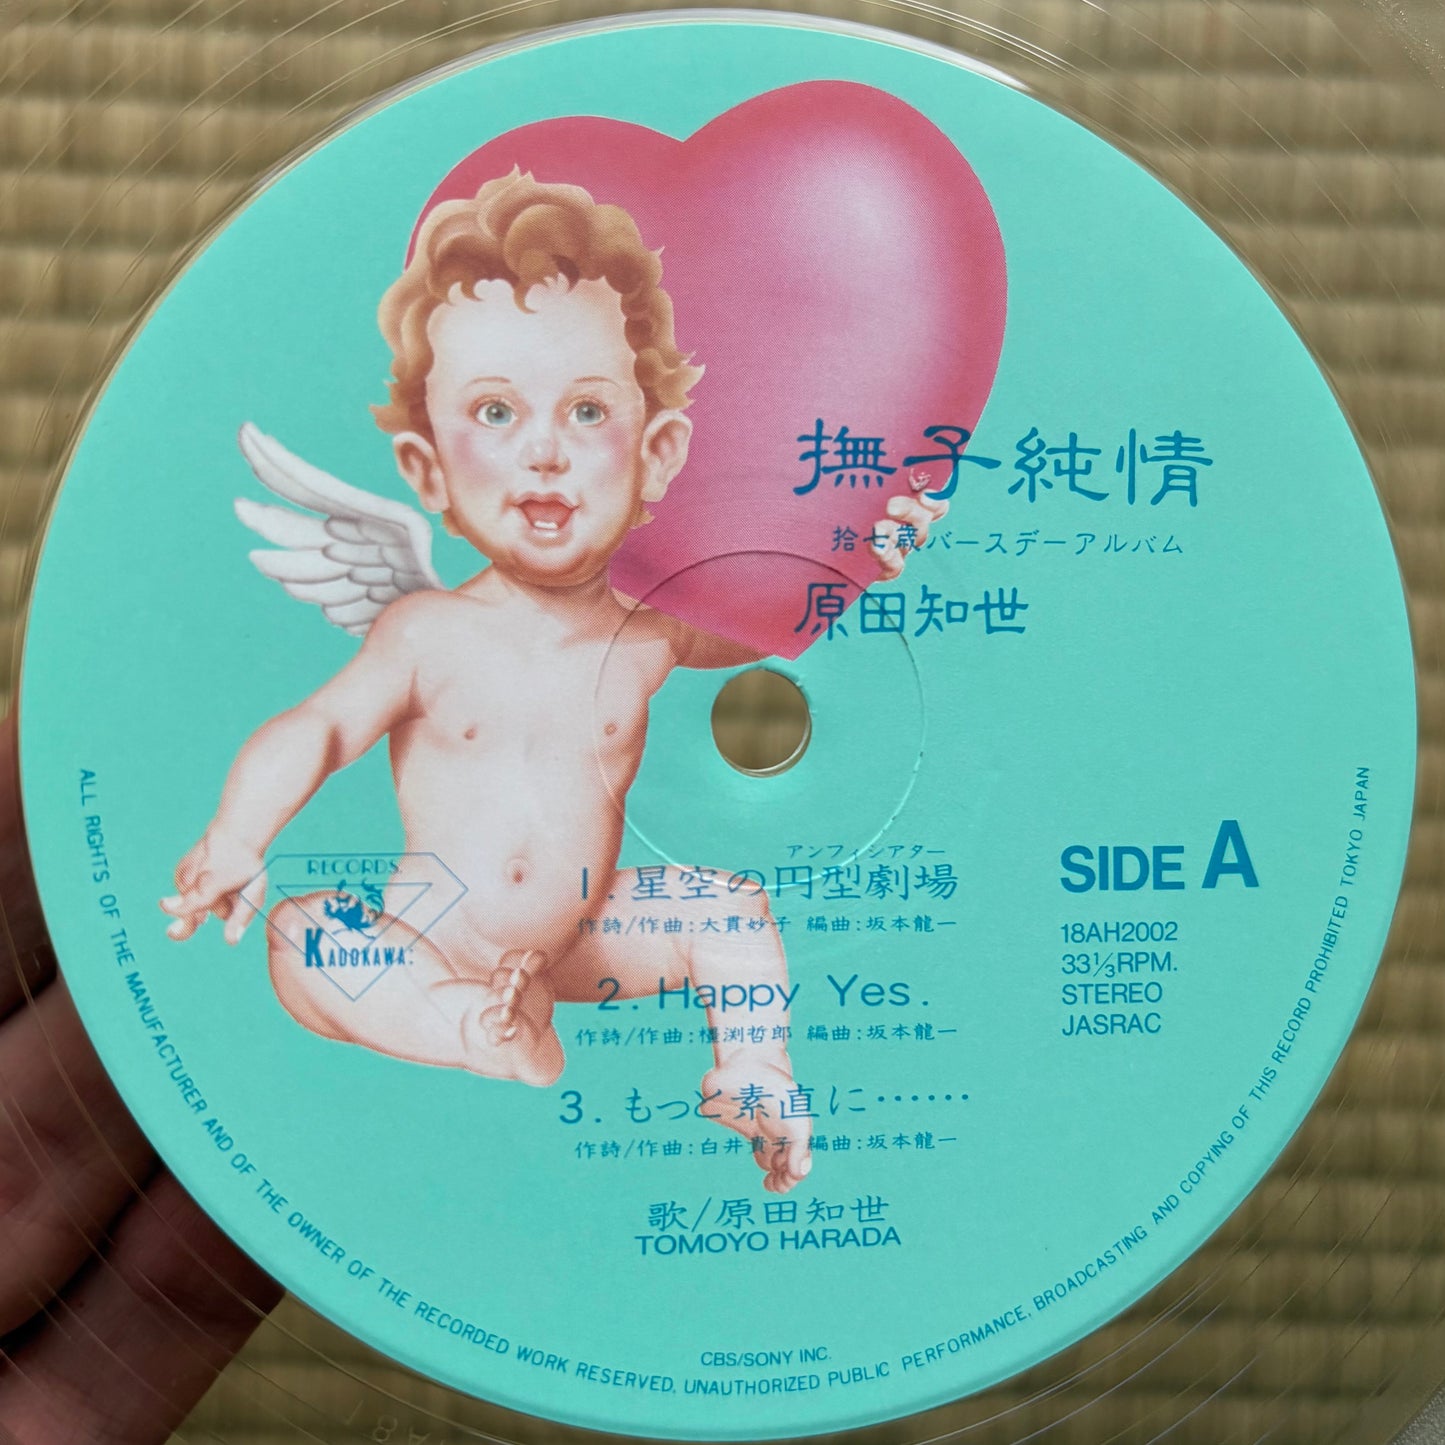 撫子純情
拾七歳バースデーアルバム
原田知世
RECORDS.
KADOKAWA:
アンフィシアター
1. 星空の円型劇場
作詩/作曲:大貫妙子 編曲:坂本龍一
2. Happy Yes.
作詩/作曲:橿渕哲郎 編曲:坂本龍一
3. もっと素直に……
作詩/作曲:白井貴子 編曲:坂本龍一
歌/原田知世
TOMOYO HARADA
SIDE A
18AH2002
33⅓RPM.
STEREO
JASRAC
CBS/SONY INC.
ALL RIGHTS OF THE MANUFACTURER AND OF THE OWNER OF THE RECORDED WORK RESERVED, UNAUTHORIZED PUBLIC PERFORMANCE, BROADCASTING AND COPYING OF THIS RECORD PROHIBITED TOKYO JAPAN